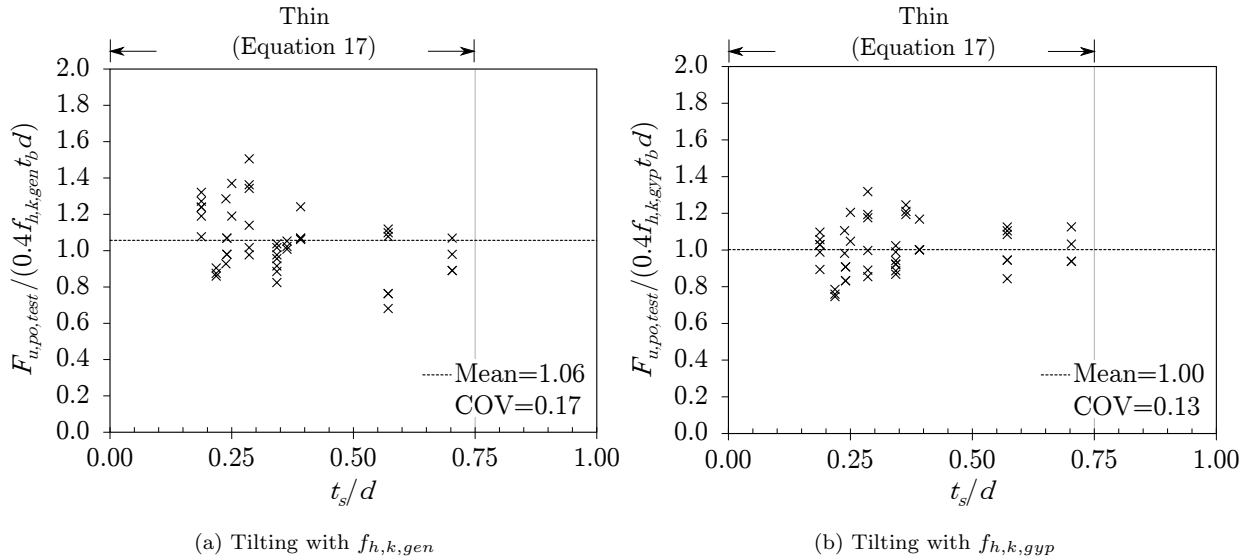 Thin
(Equation 17)
2.0
1.8
1.6
1.4
1.2
1.0
0.8
0.6
0.4
0.2
0.0
F_{u,po,test}/(0.4f_{h,k,gen}t_b d)
Mean=1.06
COV=0.17
0.00 0.25 0.50 0.75 1.00
t_s/d
(a) Tilting with f_{h,k,gen}
Thin
(Equation 17)
2.0
1.8
1.6
1.4
1.2
1.0
0.8
0.6
0.4
0.2
0.0
F_{u,po,test}/(0.4f_{h,k,gyp}t_b d)
Mean=1.00
COV=0.13
0.00 0.25 0.50 0.75 1.00
t_s/d
(b) Tilting with f_{h,k,gyp}